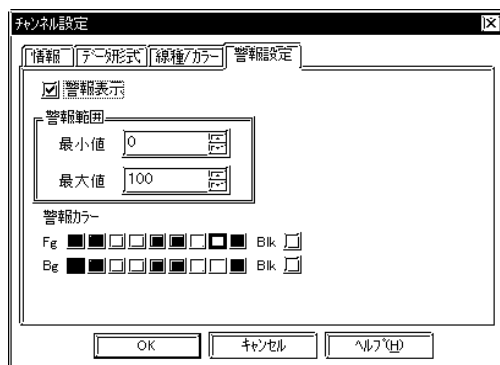 ﾁｬﾝﾈﾙ設定
情報 ﾃﾞｰﾀ形式 線種/ｶﾗｰ 警報設定
警報表示
警報範囲
最小値 0
最大値 100
警報ｶﾗｰ
Fg Blk
Bg Blk
OK ｷｬﾝｾﾙ ﾍﾙﾌﾟ(H)